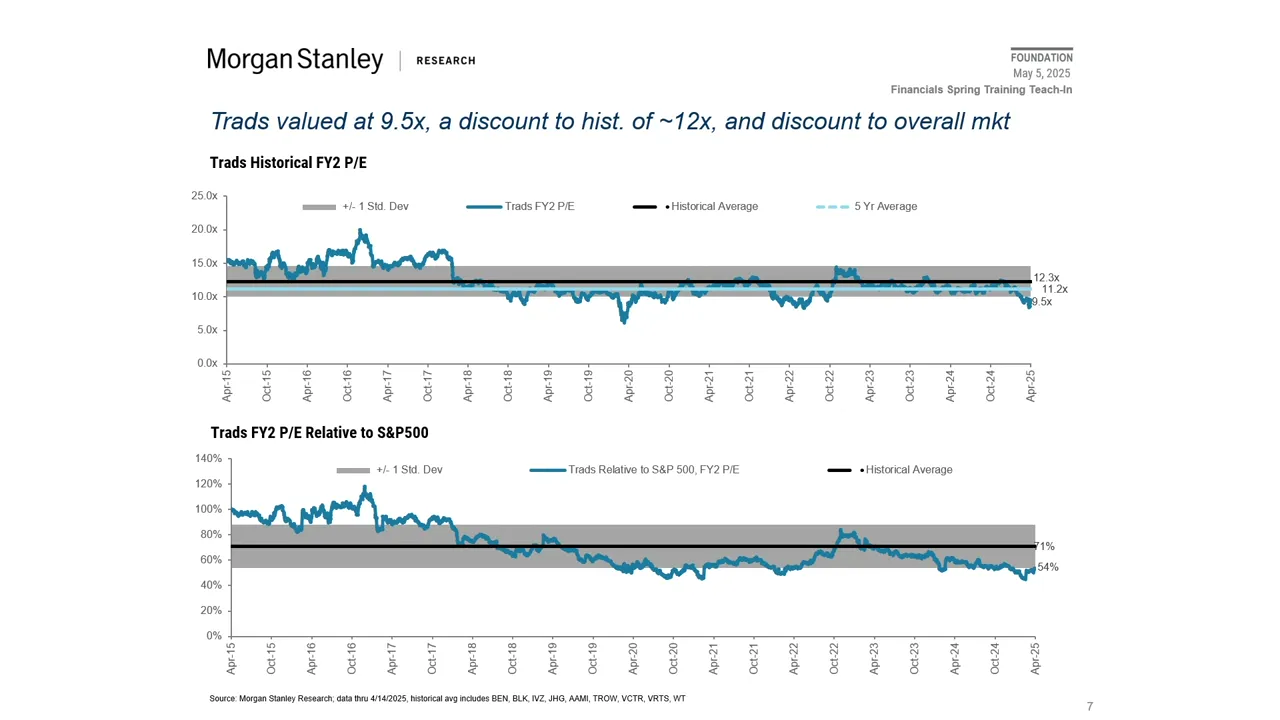 Morgan Stanley | RESEARCH
FOUNDATION
May 5, 2025
Financials Spring Training Teach-In
Trads valued at 9.5x, a discount to hist. of ~12x, and discount to overall mkt
Trads Historical FY2 P/E
25.0x
20.0x
15.0x
10.0x
5.0x
0.0x
+/- 1 Std. Dev
Trads FY2 P/E
Historical Average
5 Yr Average
12.3x
11.2x
9.5x
Apr-15
Oct-15
Apr-16
Oct-16
Apr-17
Oct-17
Apr-18
Oct-18
Apr-19
Oct-19
Apr-20
Oct-20
Apr-21
Oct-21
Apr-22
Oct-22
Apr-23
Oct-23
Apr-24
Oct-24
Apr-25
Trads FY2 P/E Relative to S&P500
140%
120%
100%
80%
60%
40%
20%
0%
+/- 1 Std. Dev
Trads Relative to S&P 500, FY2 P/E
Historical Average
71%
54%
Apr-15
Oct-15
Apr-16
Oct-16
Apr-17
Oct-17
Apr-18
Oct-18
Apr-19
Oct-19
Apr-20
Oct-20
Apr-21
Oct-21
Apr-22
Oct-22
Apr-23
Oct-23
Apr-24
Oct-24
Apr-25
Source: Morgan Stanley Research; data thru 4/14/2025, historical avg includes BEN, BLK, IVZ, JHG, AAMI, TROW, VCTR, VRTS, WT
7